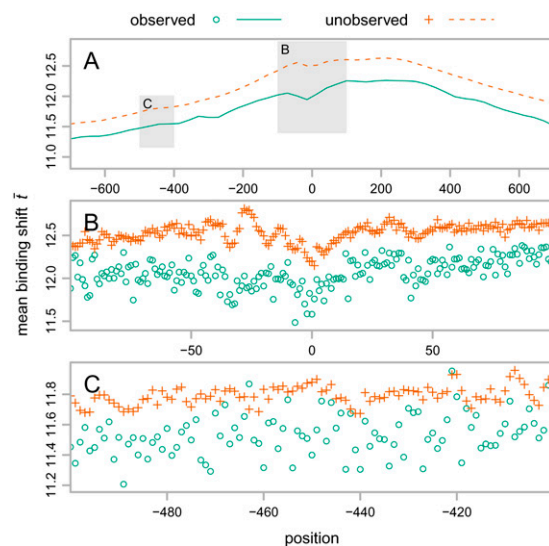 observed unobserved
A
B
C
11.0 11.5 12.0 12.5
−600 −400 −200 0 200 400 600
mean binding shift t̄
B
11.5 12.0 12.5
−50 0 50
C
11.2 11.4 11.6 11.8
−480 −460 −440 −420
position